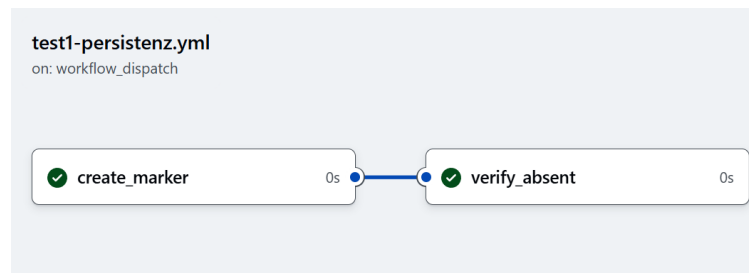 test1-persistenz.yml
on: workflow_dispatch
create_marker 0s
verify_absent 0s